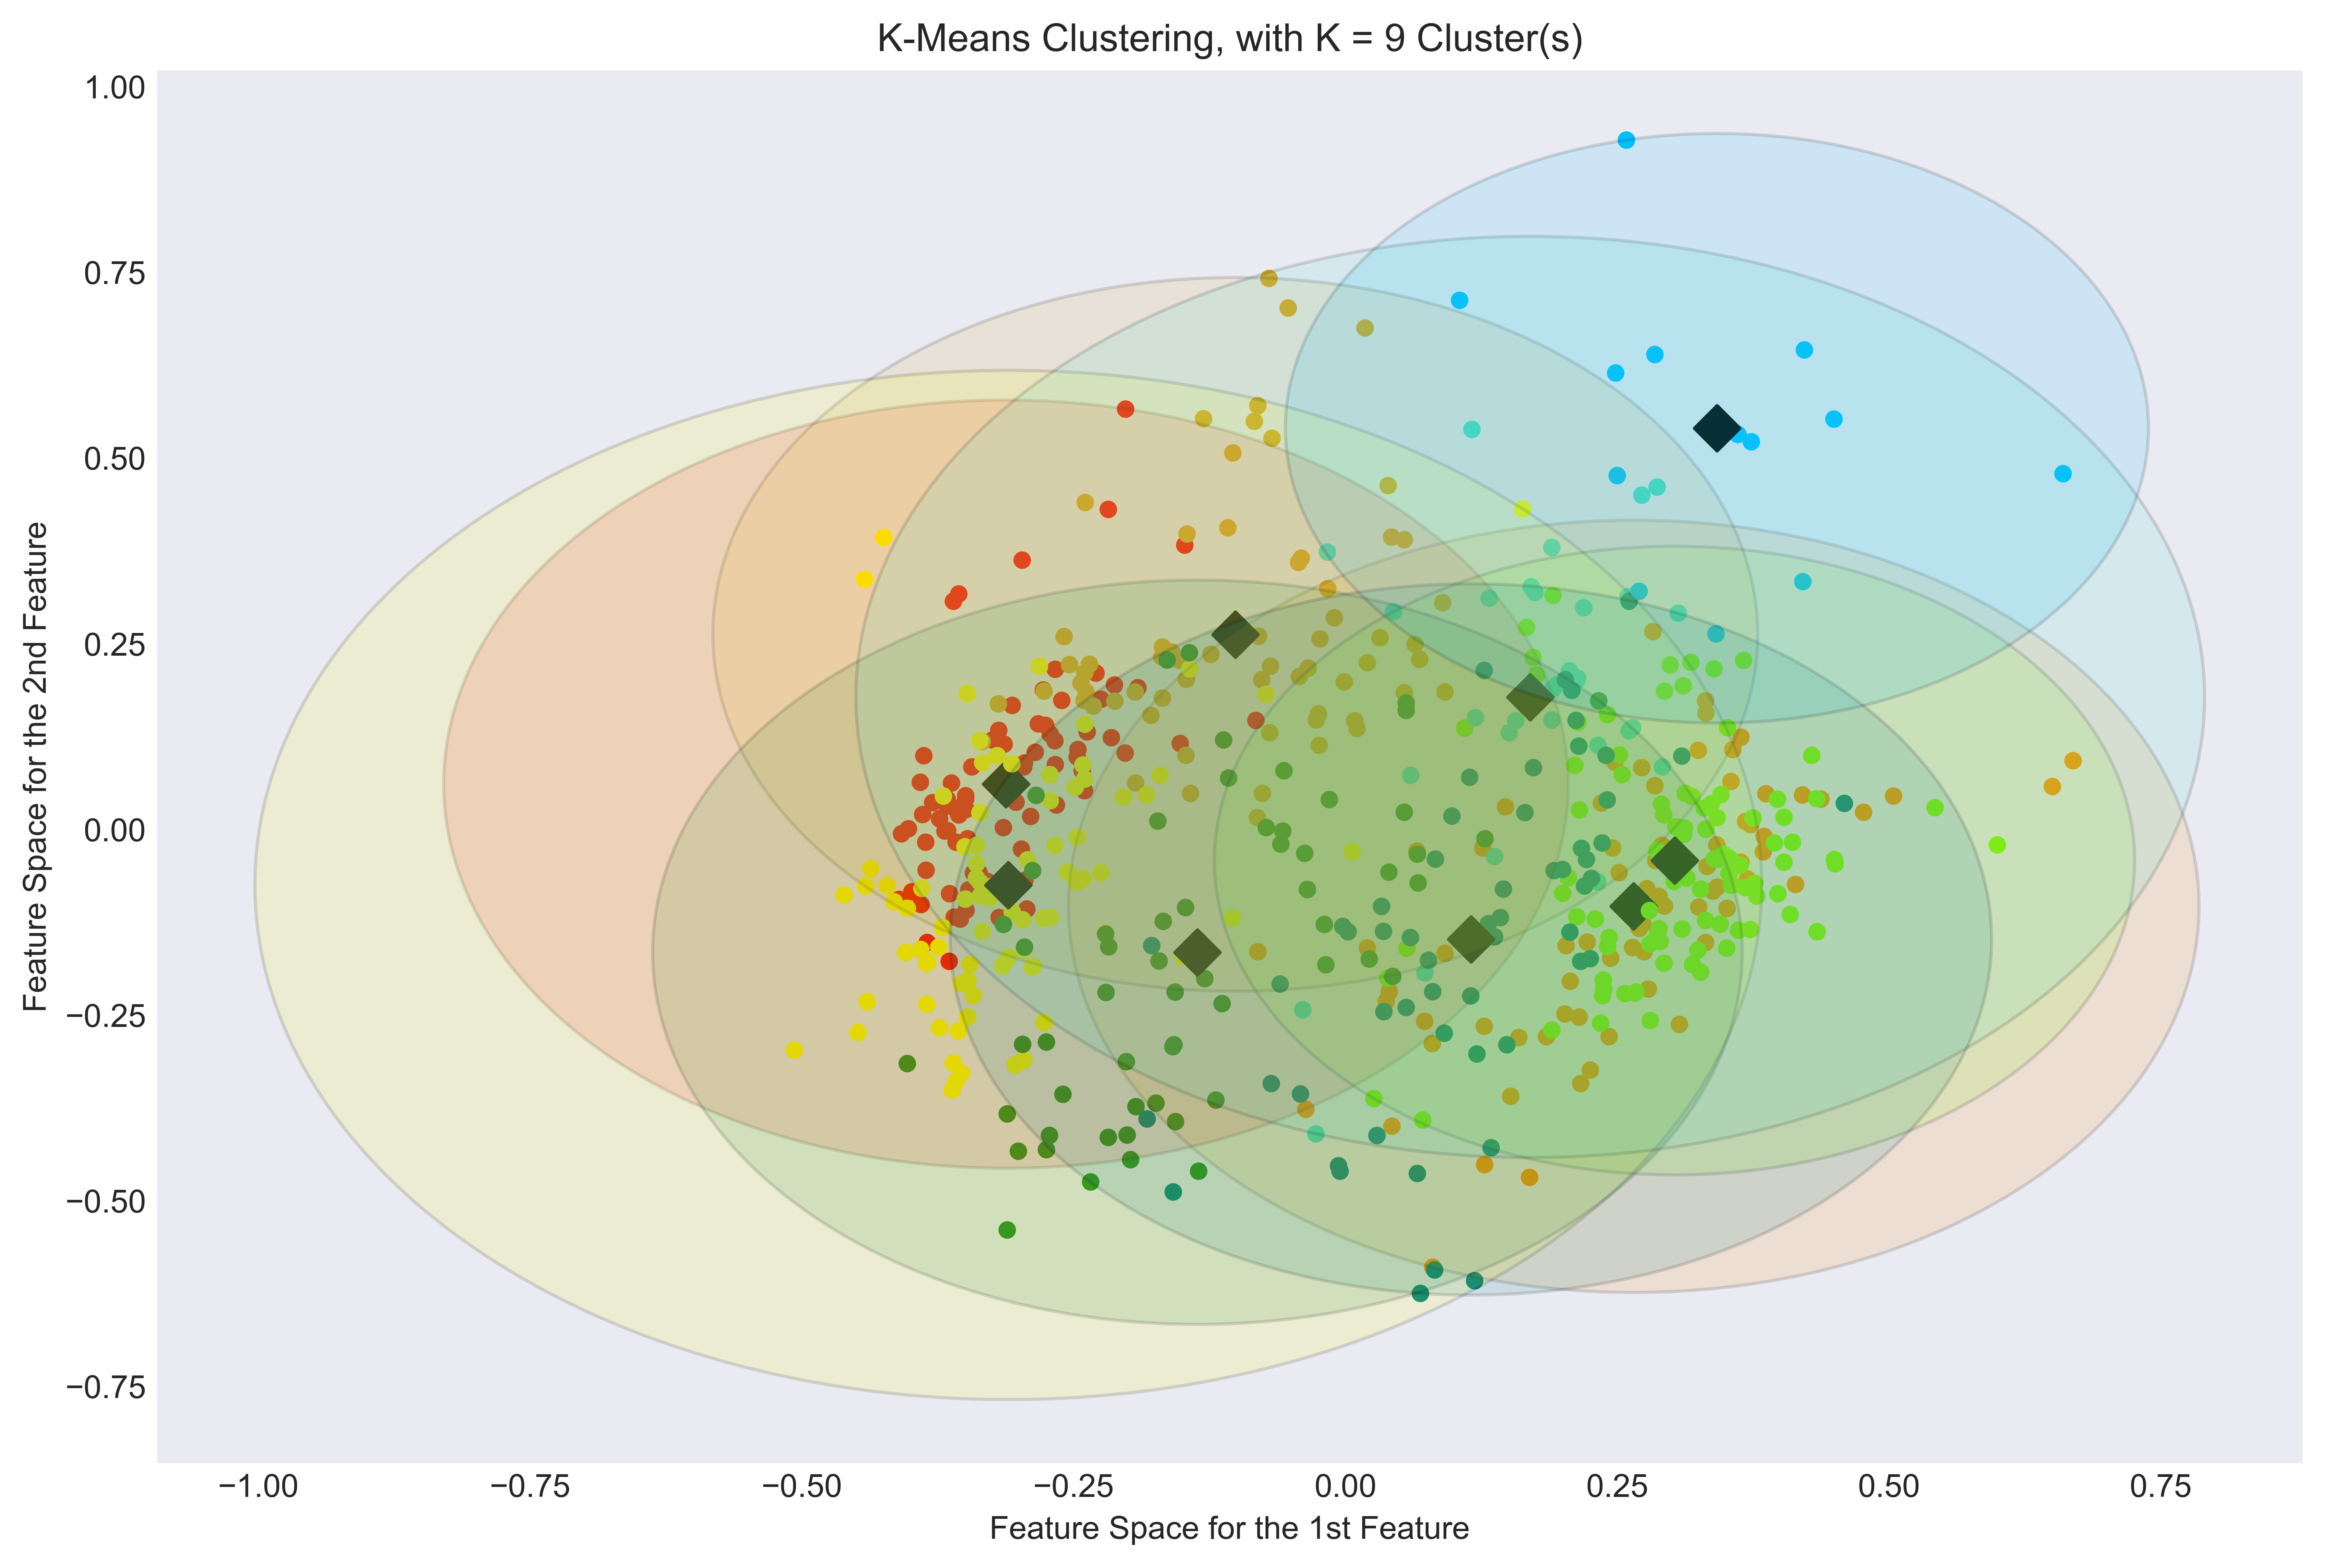 K-Means Clustering, with K = 9 Cluster(s)
1.00
0.75
0.50
0.25
0.00
−0.25
−0.50
−0.75
Feature Space for the 2nd Feature
−1.00 −0.75 −0.50 −0.25 0.00 0.25 0.50 0.75
Feature Space for the 1st Feature